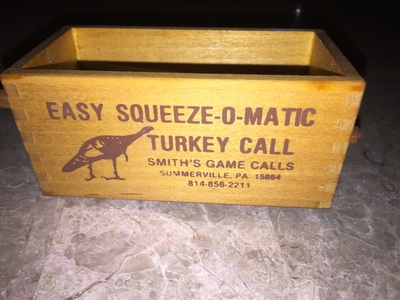 EASY SQUEEZE-O-MATIC
TURKEY CALL
SMITH'S GAME CALLS
SUMMERVILLE, PA. 15864
814-856-2211